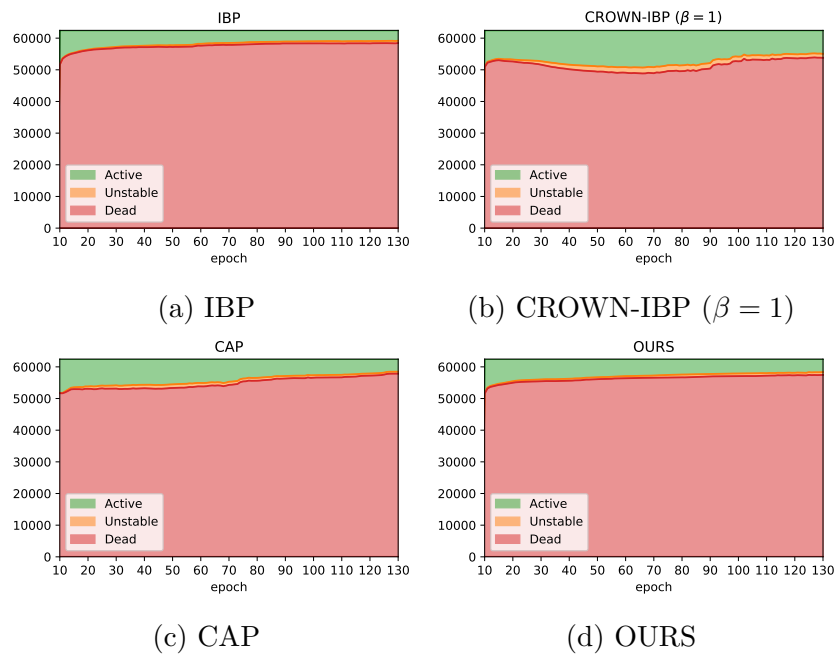 IBP
60000
50000
40000
30000
20000
10000
0
Active
Unstable
Dead
10 20 30 40 50 60 70 80 90 100 110 120 130
epoch
(a) IBP
CROWN-IBP (β = 1)
60000
50000
40000
30000
20000
10000
0
Active
Unstable
Dead
10 20 30 40 50 60 70 80 90 100 110 120 130
epoch
(b) CROWN-IBP (β = 1)
CAP
60000
50000
40000
30000
20000
10000
0
Active
Unstable
Dead
10 20 30 40 50 60 70 80 90 100 110 120 130
epoch
(c) CAP
OURS
60000
50000
40000
30000
20000
10000
0
Active
Unstable
Dead
10 20 30 40 50 60 70 80 90 100 110 120 130
epoch
(d) OURS